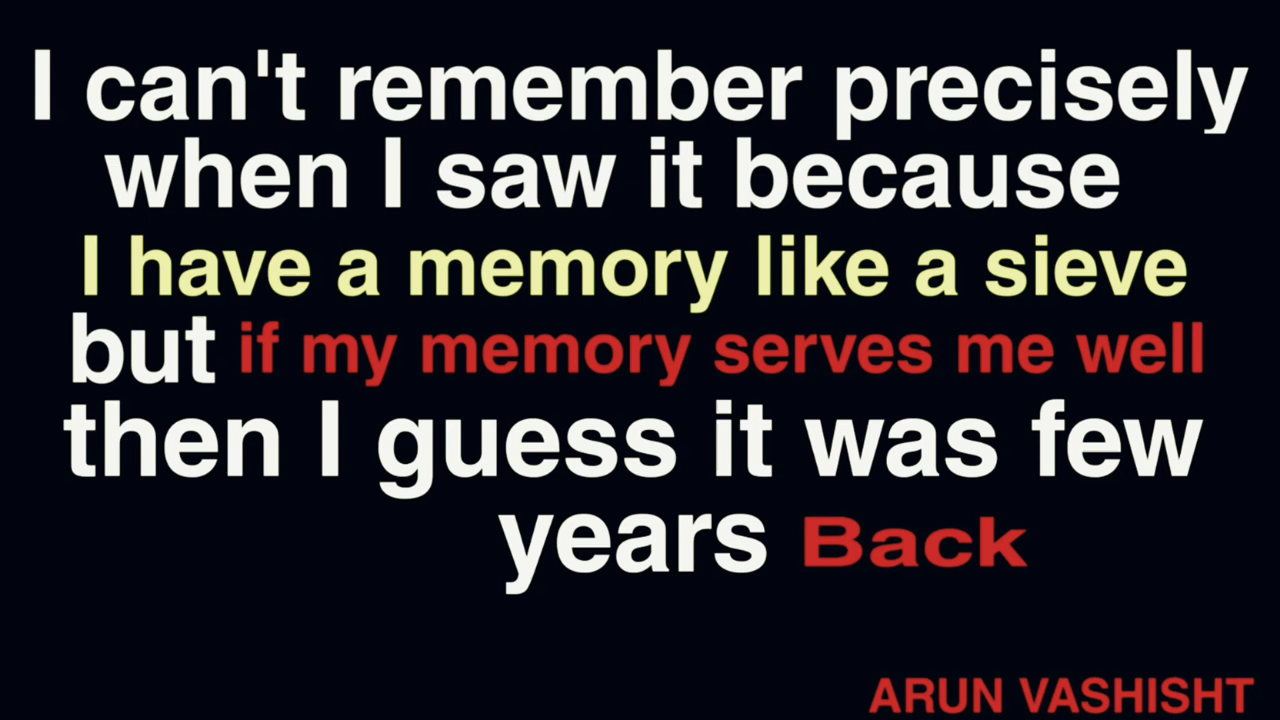 I can't remember precisely
when I saw it because
I have a memory like a sieve
but if my memory serves me well
then I guess it was few
years Back
ARUN VASHISHT